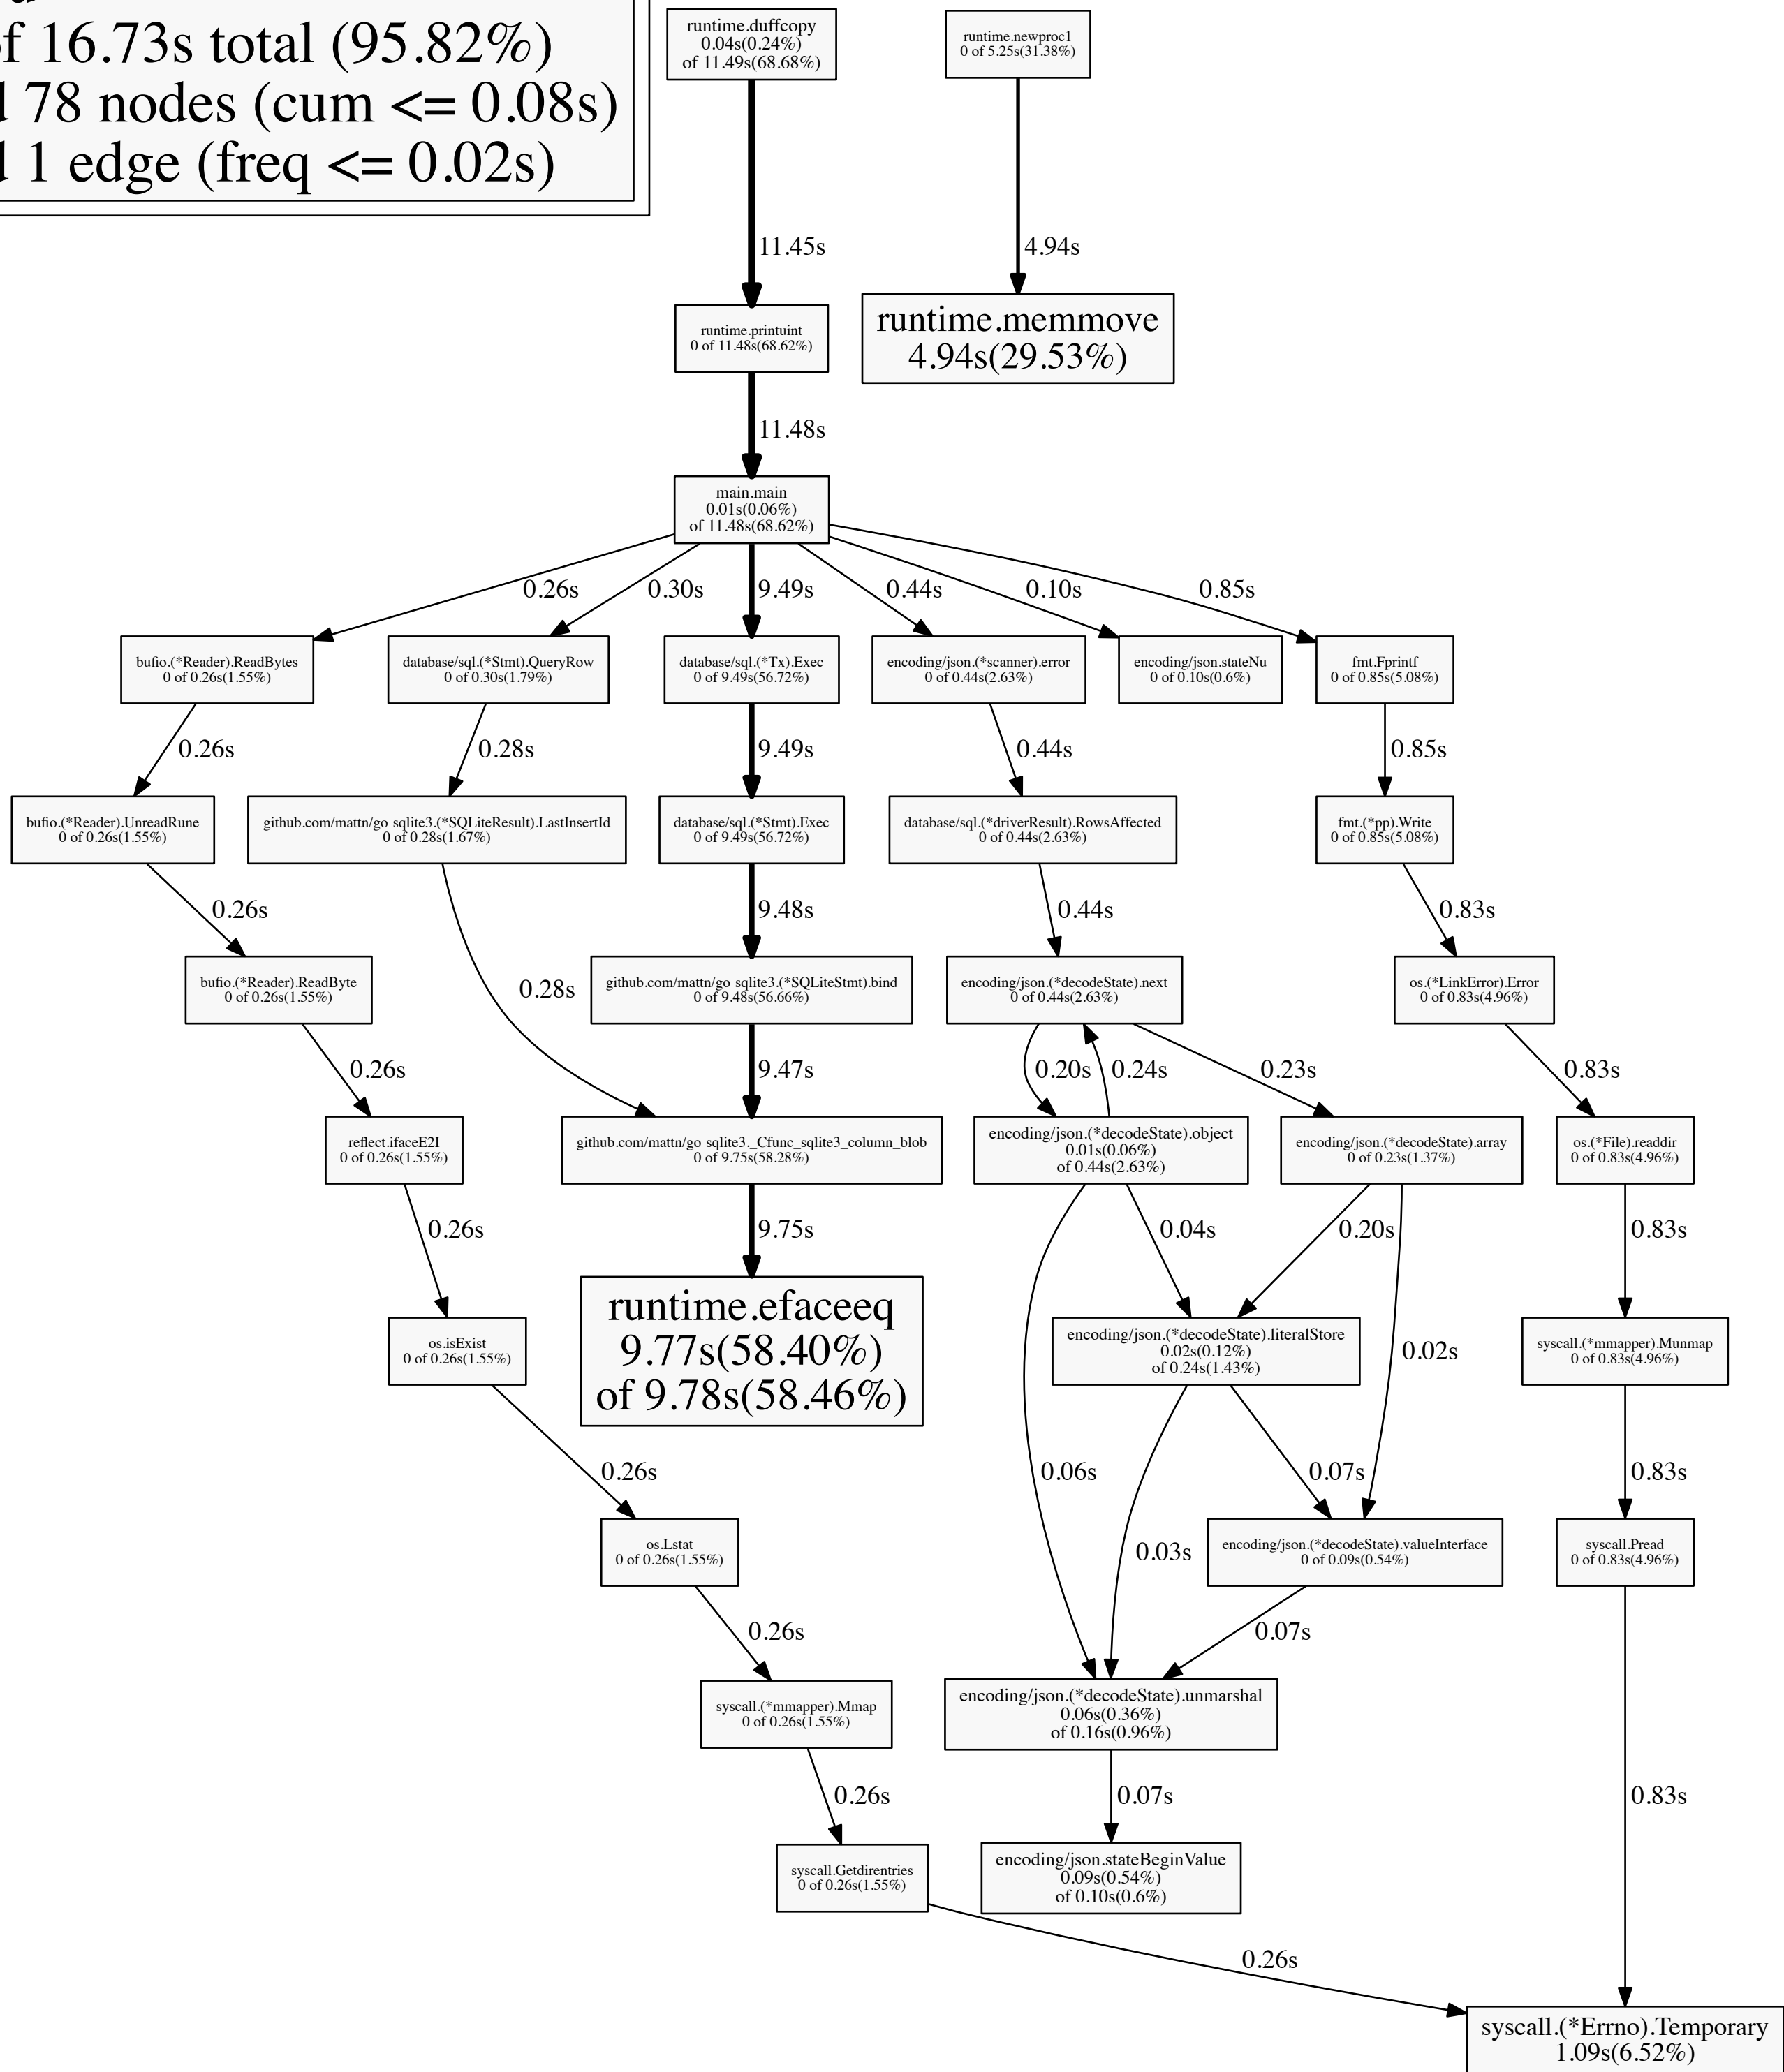 of 16.73s total (95.82%)
d 78 nodes (cum <= 0.08s)
d 1 edge (freq <= 0.02s)
runtime.duffcopy
0.04s(0.24%)
of 11.49s(68.68%)
runtime.newproc1
0 of 5.25s(31.38%)
11.45s
4.94s
runtime.printuint
0 of 11.48s(68.62%)
runtime.memmove
4.94s(29.53%)
11.48s
main.main
0.01s(0.06%)
of 11.48s(68.62%)
0.26s
0.30s
9.49s
0.44s
0.10s
0.85s
bufio.(*Reader).ReadBytes
0 of 0.26s(1.55%)
database/sql.(*Stmt).QueryRow
0 of 0.30s(1.79%)
database/sql.(*Tx).Exec
0 of 9.49s(56.72%)
encoding/json.(*scanner).error
0 of 0.44s(2.63%)
encoding/json.stateNu
0 of 0.10s(0.6%)
fmt.Fprintf
0 of 0.85s(5.08%)
0.26s
0.28s
9.49s
0.44s
0.85s
bufio.(*Reader).UnreadRune
0 of 0.26s(1.55%)
github.com/mattn/go-sqlite3.(*SQLiteResult).LastInsertId
0 of 0.28s(1.67%)
database/sql.(*Stmt).Exec
0 of 9.49s(56.72%)
database/sql.(*driverResult).RowsAffected
0 of 0.44s(2.63%)
fmt.(*pp).Write
0 of 0.85s(5.08%)
0.26s
9.48s
0.44s
0.83s
bufio.(*Reader).ReadByte
0 of 0.26s(1.55%)
0.28s
github.com/mattn/go-sqlite3.(*SQLiteStmt).bind
0 of 9.48s(56.66%)
encoding/json.(*decodeState).next
0 of 0.44s(2.63%)
os.(*LinkError).Error
0 of 0.83s(4.96%)
0.26s
9.47s
0.20s
0.24s
0.23s
0.83s
reflect.ifaceE2I
0 of 0.26s(1.55%)
github.com/mattn/go-sqlite3._Cfunc_sqlite3_column_blob
0 of 9.75s(58.28%)
encoding/json.(*decodeState).object
0.01s(0.06%)
of 0.44s(2.63%)
encoding/json.(*decodeState).array
0 of 0.23s(1.37%)
os.(*File).readdir
0 of 0.83s(4.96%)
0.26s
9.75s
0.04s
0.20s
0.83s
os.isExist
0 of 0.26s(1.55%)
runtime.efaceeq
9.77s(58.40%)
of 9.78s(58.46%)
encoding/json.(*decodeState).literalStore
0.02s(0.12%)
of 0.24s(1.43%)
0.02s
syscall.(*mmapper).Munmap
0 of 0.83s(4.96%)
0.26s
0.06s
0.07s
0.83s
os.Lstat
0 of 0.26s(1.55%)
0.03s
encoding/json.(*decodeState).valueInterface
0 of 0.09s(0.54%)
syscall.Pread
0 of 0.83s(4.96%)
0.26s
0.07s
syscall.(*mmapper).Mmap
0 of 0.26s(1.55%)
encoding/json.(*decodeState).unmarshal
0.06s(0.36%)
of 0.16s(0.96%)
0.26s
0.07s
0.83s
syscall.Getdirentries
0 of 0.26s(1.55%)
encoding/json.stateBeginValue
0.09s(0.54%)
of 0.10s(0.6%)
0.26s
syscall.(*Errno).Temporary
1.09s(6.52%)